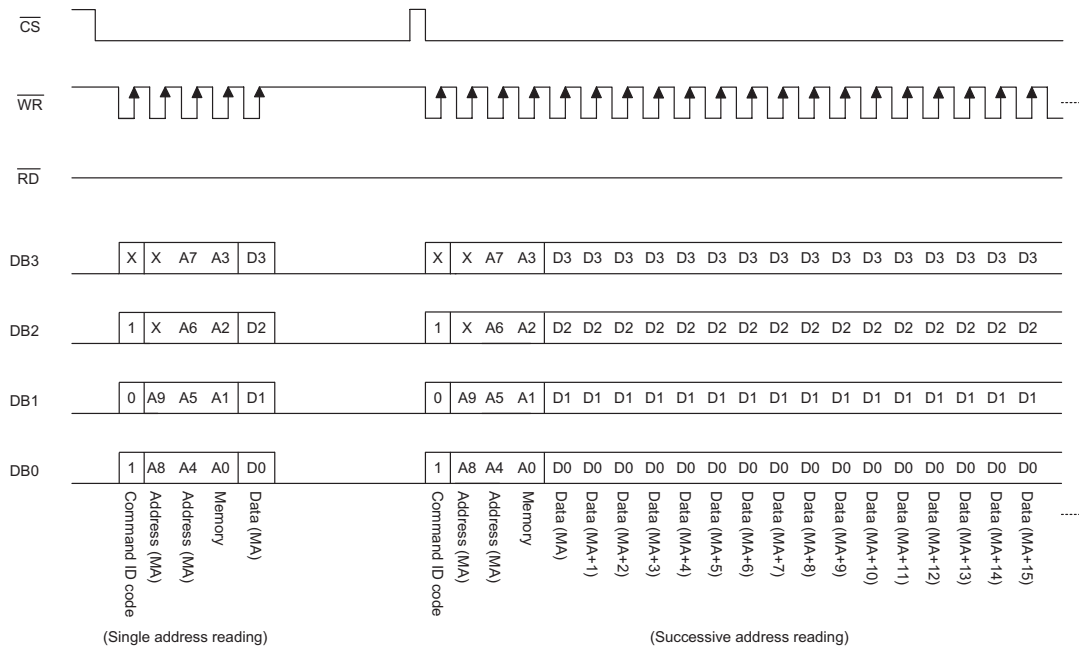 CS
WR
RD
DB3 X X A7 A3 D3 X X A7 A3 D3 D3 D3 D3 D3 D3 D3 D3 D3 D3 D3 D3 D3 D3 D3 D3
DB2 1 X A6 A2 D2 1 X A6 A2 D2 D2 D2 D2 D2 D2 D2 D2 D2 D2 D2 D2 D2 D2 D2 D2
DB1 0 A9 A5 A1 D1 0 A9 A5 A1 D1 D1 D1 D1 D1 D1 D1 D1 D1 D1 D1 D1 D1 D1 D1 D1
DB0 1 A8 A4 A0 D0 1 A8 A4 A0 D0 D0 D0 D0 D0 D0 D0 D0 D0 D0 D0 D0 D0 D0 D0 D0
Command ID code
Address (MA)
Address (MA)
Memory
Data (MA)
Command ID code
Address (MA)
Address (MA)
Memory
Data (MA)
Data (MA+1)
Data (MA+2)
Data (MA+3)
Data (MA+4)
Data (MA+5)
Data (MA+6)
Data (MA+7)
Data (MA+8)
Data (MA+9)
Data (MA+10)
Data (MA+11)
Data (MA+12)
Data (MA+13)
Data (MA+14)
Data (MA+15)
(Single address reading)
(Successive address reading)